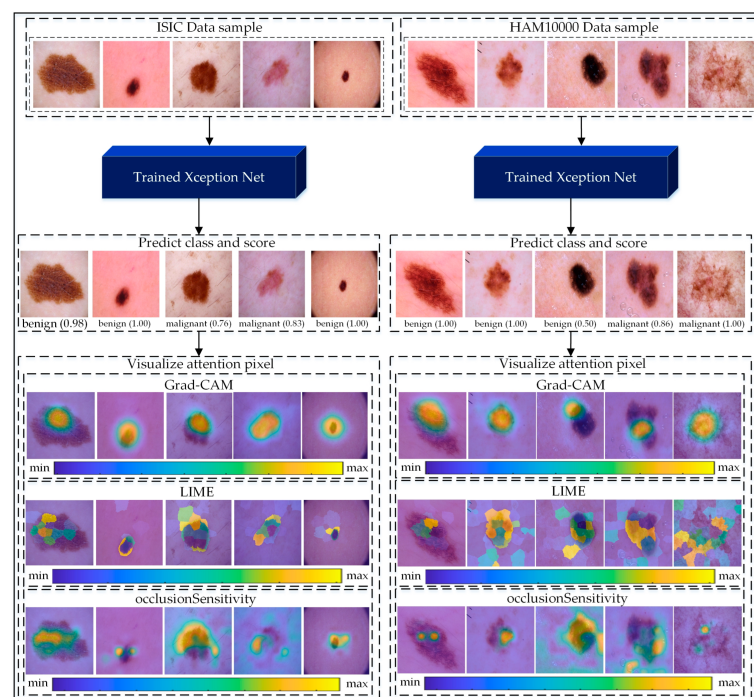 ISIC Data sample
HAM10000 Data sample
Trained Xception Net
Trained Xception Net
Predict class and score
benign (0.98) benign (1.00) malignant (0.76) malignant (0.83) benign (1.00)
Predict class and score
benign (1.00) benign (1.00) benign (0.50) malignant (0.86) malignant (1.00)
Visualize attention pixel
Grad-CAM
min max
LIME
min max
occlusionSensitivity
min max
Visualize attention pixel
Grad-CAM
min max
LIME
min max
occlusionSensitivity
min max